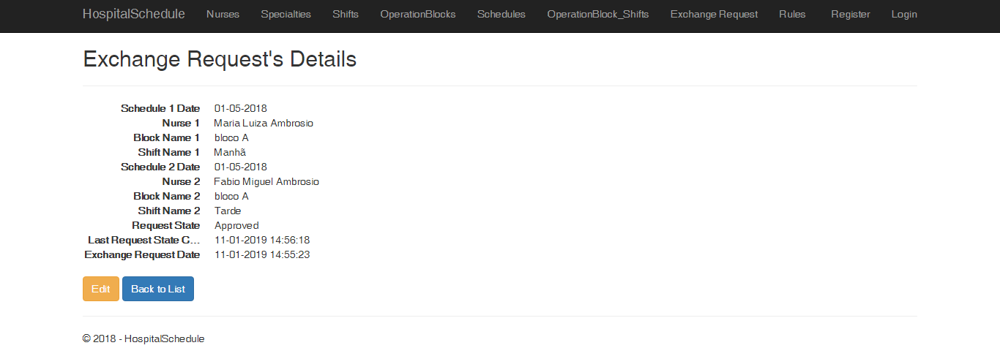 HospitalSchedule Nurses Specialties Shifts OperationBlocks Schedules OperationBlock_Shifts Exchange Request Rules Register Login
Exchange Request's Details
Schedule 1 Date 01-05-2018
Nurse 1 Maria Luiza Ambrosio
Block Name 1 bloco A
Shift Name 1 Manhã
Schedule 2 Date 01-05-2018
Nurse 2 Fabio Miguel Ambrosio
Block Name 2 bloco A
Shift Name 2 Tarde
Request State Approved
Last Request State C... 11-01-2019 14:56:18
Exchange Request Date 11-01-2019 14:55:23
Edit Back to List
© 2018 - HospitalSchedule